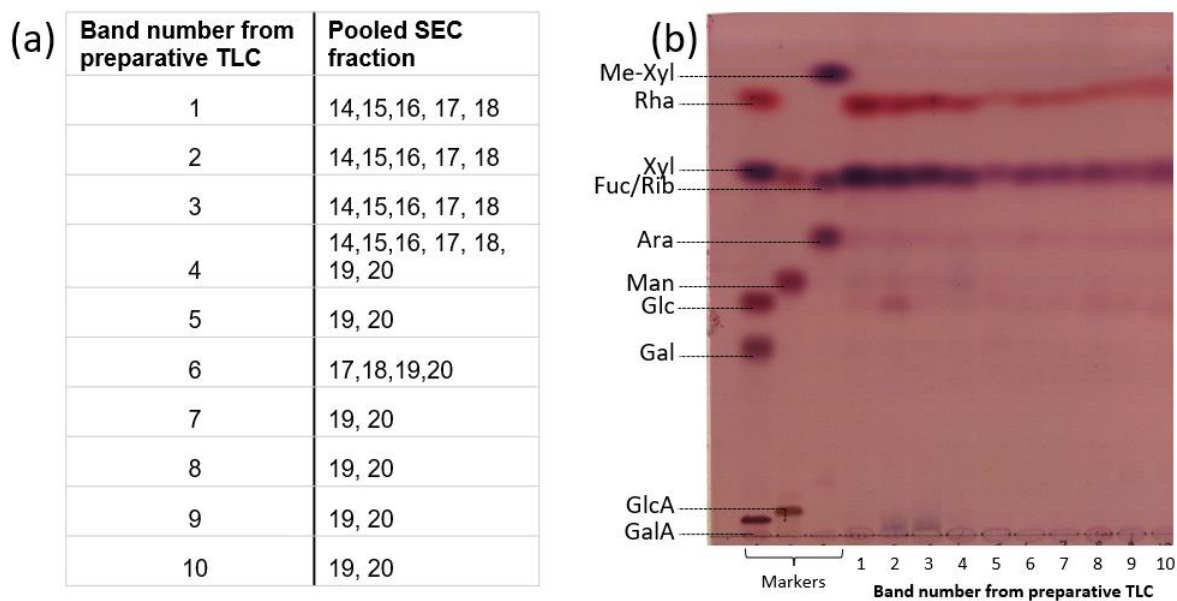 (a)
Band number from preparative TLC
Pooled SEC fraction
1
14,15,16, 17, 18
2
14,15,16, 17, 18
3
14,15,16, 17, 18
4
14,15,16, 17, 18,
19, 20
5
19, 20
6
17,18,19,20
7
19, 20
8
19, 20
9
19, 20
10
19, 20
(b)
Me-Xyl
Rha
Xyl
Fuc/Rib
Ara
Man
Glc
Gal
GlcA
GalA
Markers
1 2 3 4 5 6 7 8 9 10
Band number from preparative TLC